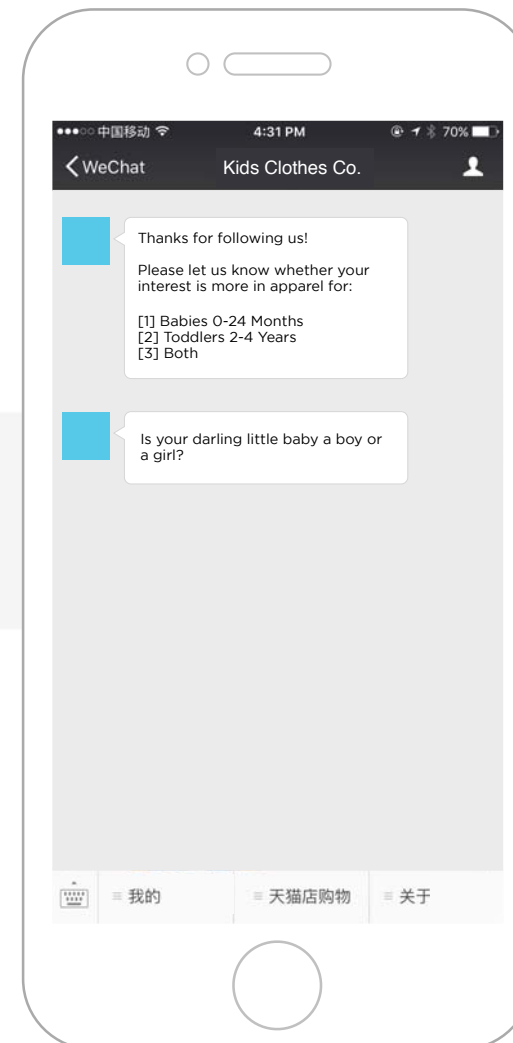 中国移动 4:31 PM 70%
WeChat Kids Clothes Co.
Thanks for following us!
Please let us know whether your
interest is more in apparel for:
[1] Babies 0-24 Months
[2] Toddlers 2-4 Years
[3] Both
Is your darling little baby a boy or
a girl?
我的 天猫店购物 关于